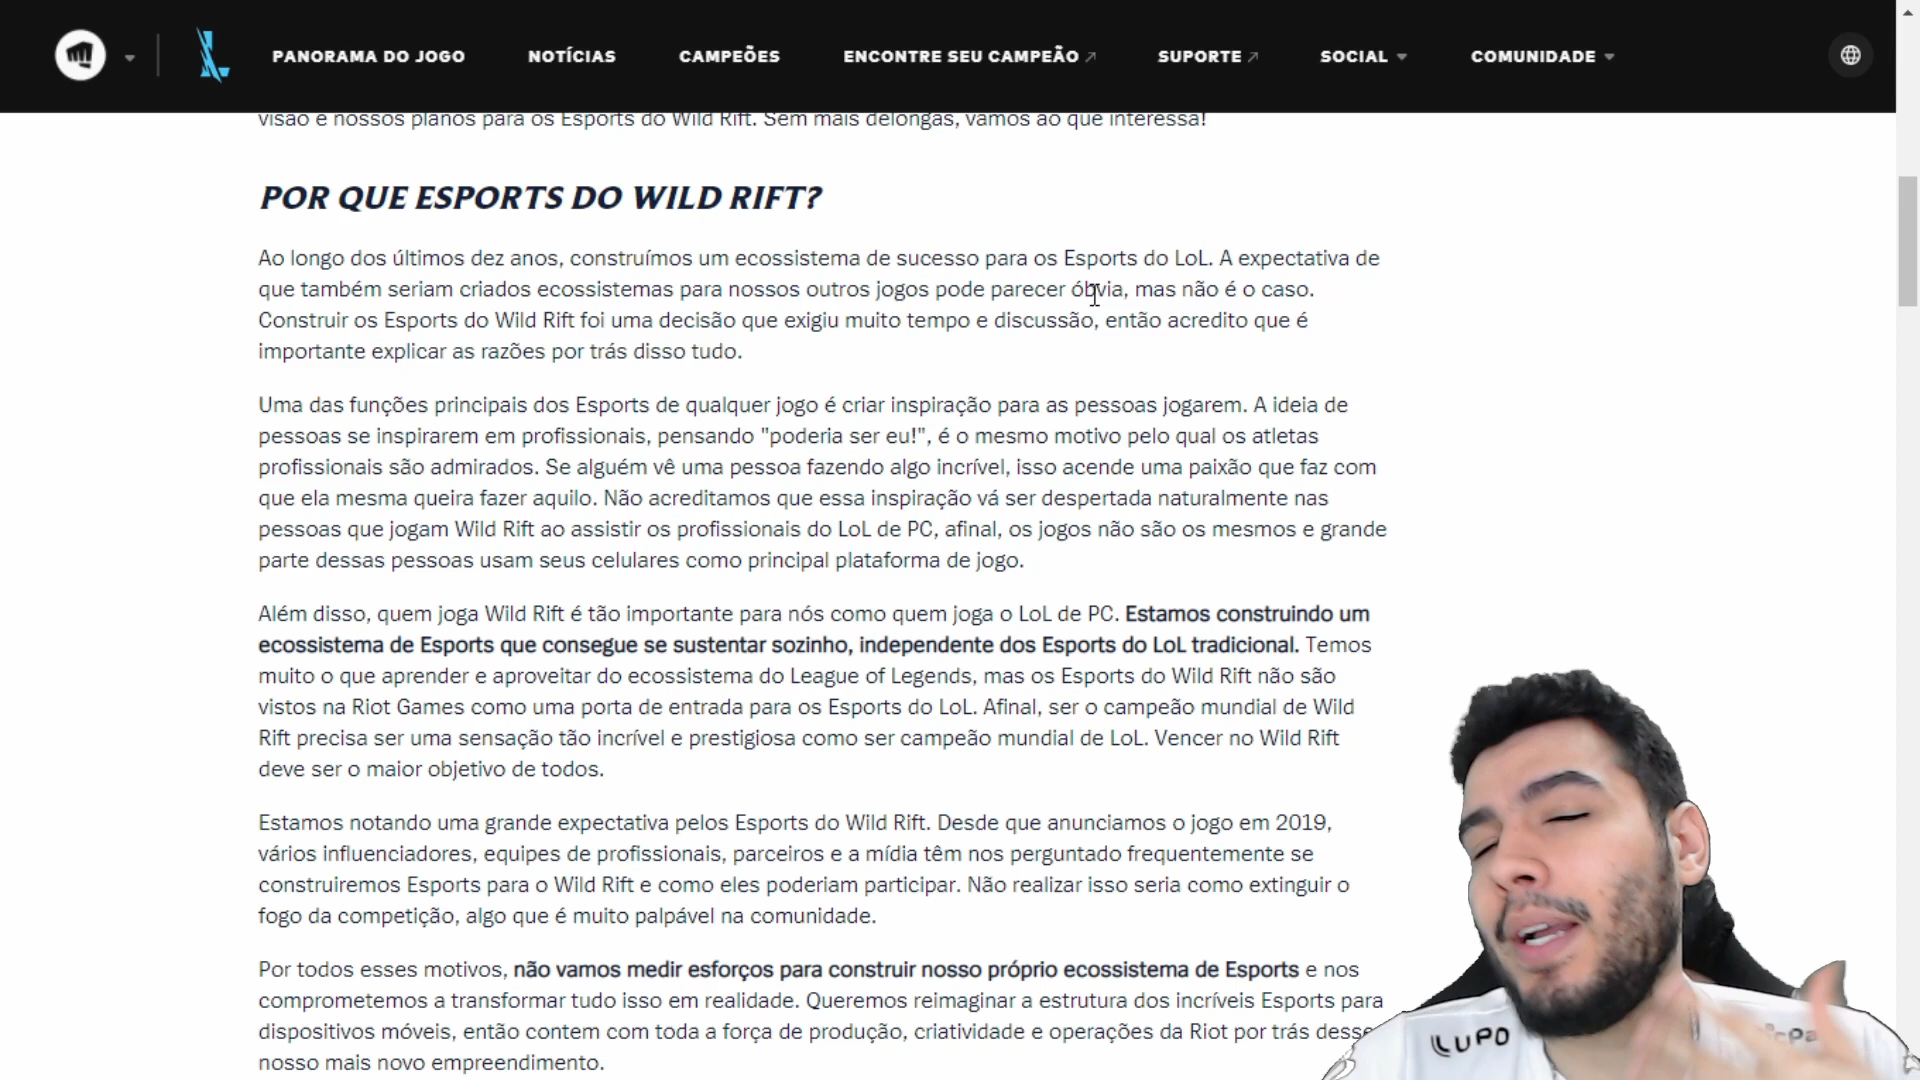 PANORAMA DO JOGO NOTÍCIAS CAMPEÕES ENCONTRE SEU CAMPEÃO SUPORTE SOCIAL COMUNIDADE
visão e nossos planos para os Esports do Wild Rift. Sem mais delongas, vamos ao que interessa!
POR QUE ESPORTS DO WILD RIFT?
Ao longo dos últimos dez anos, construímos um ecossistema de sucesso para os Esports do LoL. A expectativa de
que também seriam criados ecossistemas para nossos outros jogos pode parecer óbvia, mas não é o caso.
Construir os Esports do Wild Rift foi uma decisão que exigiu muito tempo e discussão, então acredito que é
importante explicar as razões por trás disso tudo.
Uma das funções principais dos Esports de qualquer jogo é criar inspiração para as pessoas jogarem. A ideia de
pessoas se inspirarem em profissionais, pensando "poderia ser eu!", é o mesmo motivo pelo qual os atletas
profissionais são admirados. Se alguém vê uma pessoa fazendo algo incrível, isso acende uma paixão que faz com
que ela mesma queira fazer aquilo. Não acreditamos que essa inspiração vá ser despertada naturalmente nas
pessoas que jogam Wild Rift ao assistir os profissionais do LoL de PC, afinal, os jogos não são os mesmos e grande
parte dessas pessoas usam seus celulares como principal plataforma de jogo.
Além disso, quem joga Wild Rift é tão importante para nós como quem joga o LoL de PC. Estamos construindo um
ecossistema de Esports que consegue se sustentar sozinho, independente dos Esports do LoL tradicional. Temos
muito o que aprender e aproveitar do ecossistema do League of Legends, mas os Esports do Wild Rift não são
vistos na Riot Games como uma porta de entrada para os Esports do LoL. Afinal, ser o campeão mundial de Wild
Rift precisa ser uma sensação tão incrível e prestigiosa como ser campeão mundial de LoL. Vencer no Wild Rift
deve ser o maior objetivo de todos.
Estamos notando uma grande expectativa pelos Esports do Wild Rift. Desde que anunciamos o jogo em 2019,
vários influenciadores, equipes de profissionais, parceiros e a mídia têm nos perguntado frequentemente se
construiremos Esports para o Wild Rift e como eles poderiam participar. Não realizar isso seria como extinguir o
fogo da competição, algo que é muito palpável na comunidade.
Por todos esses motivos, não vamos medir esforços para construir nosso próprio ecossistema de Esports e nos
comprometemos a transformar tudo isso em realidade. Queremos reimaginar a estrutura dos incríveis Esports para
dispositivos móveis, então contem com toda a força de produção, criatividade e operações da Riot por trás desse
nosso mais novo empreendimento.
LUPO